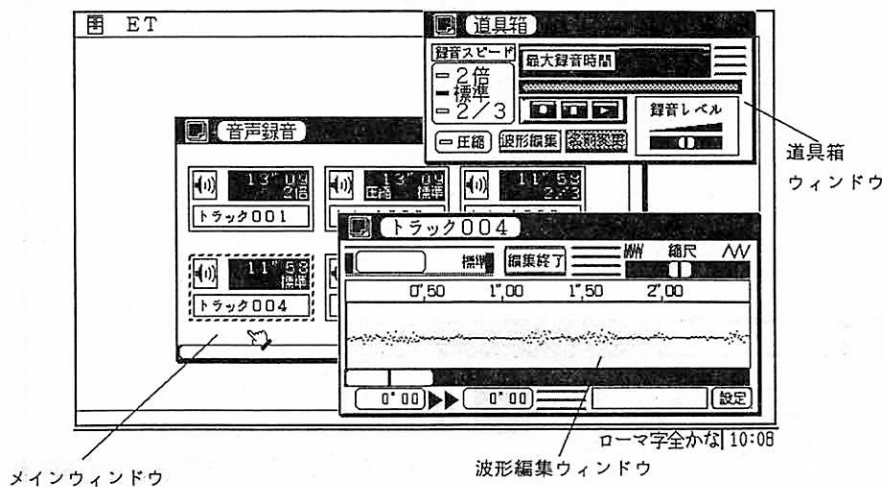 ET
道具箱
録音スピード
最大録音時間
2倍
標準
2/3
録音レベル
圧縮
波形編集
名前変更
道具箱
ウィンドウ
音声録音
13"09
2倍
13"09
圧縮 標準
11"58
2/3
トラック001
トラック004
標準
編集終了
縮尺
0",50 1",00 1",50 2",00
11"58
標準
トラック004
0"00
0"00
設定
ローマ字全かな 10:08
メインウィンドウ
波形編集ウィンドウ